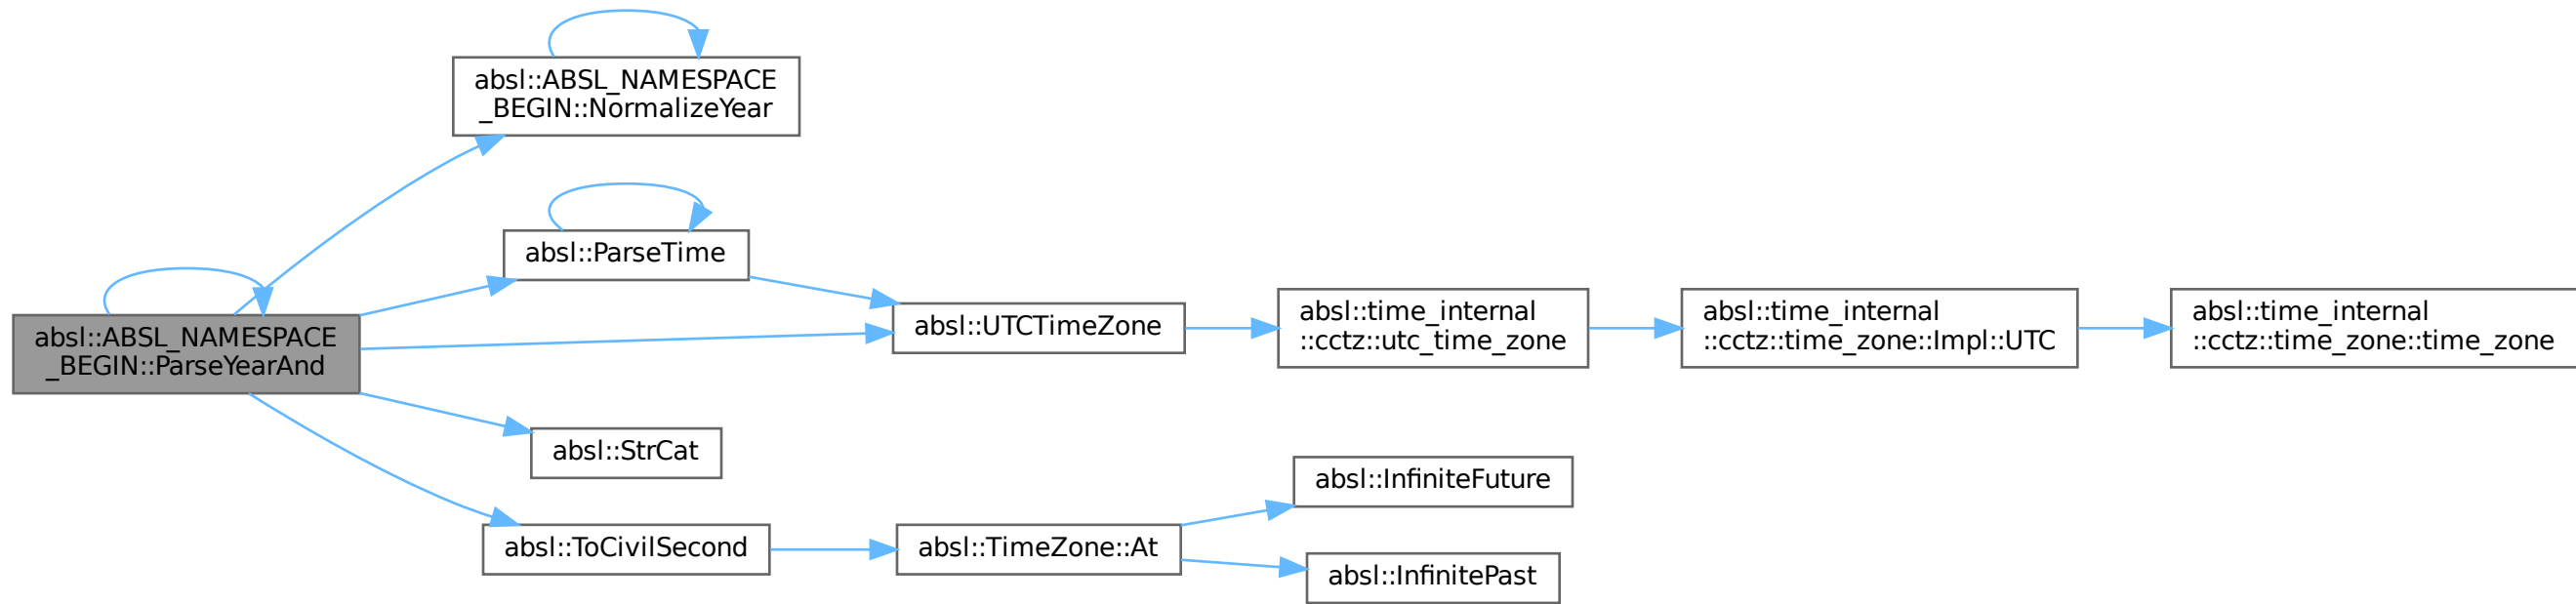 absl::ABSL_NAMESPACE
_BEGIN::NormalizeYear
absl::ParseTime
absl::ABSL_NAMESPACE
_BEGIN::ParseYearAnd
absl::UTCTimeZone
absl::time_internal
::cctz::utc_time_zone
absl::time_internal
::cctz::time_zone::Impl::UTC
absl::time_internal
::cctz::time_zone::time_zone
absl::StrCat
absl::ToCivilSecond
absl::TimeZone::At
absl::InfiniteFuture
absl::InfinitePast